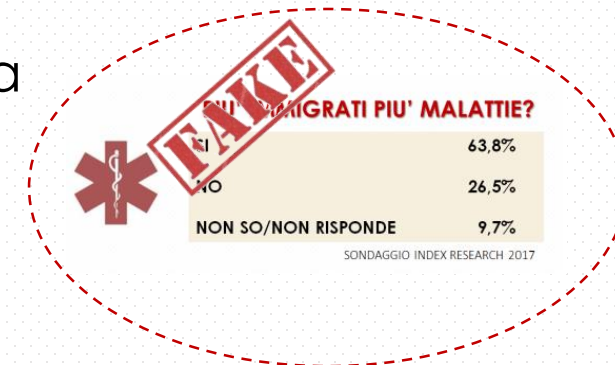 a
FAKE
PIU' IMMIGRATI PIU' MALATTIE?
SI 63,8%
NO 26,5%
NON SO/NON RISPONDE 9,7%
SONDAGGIO INDEX RESEARCH 2017